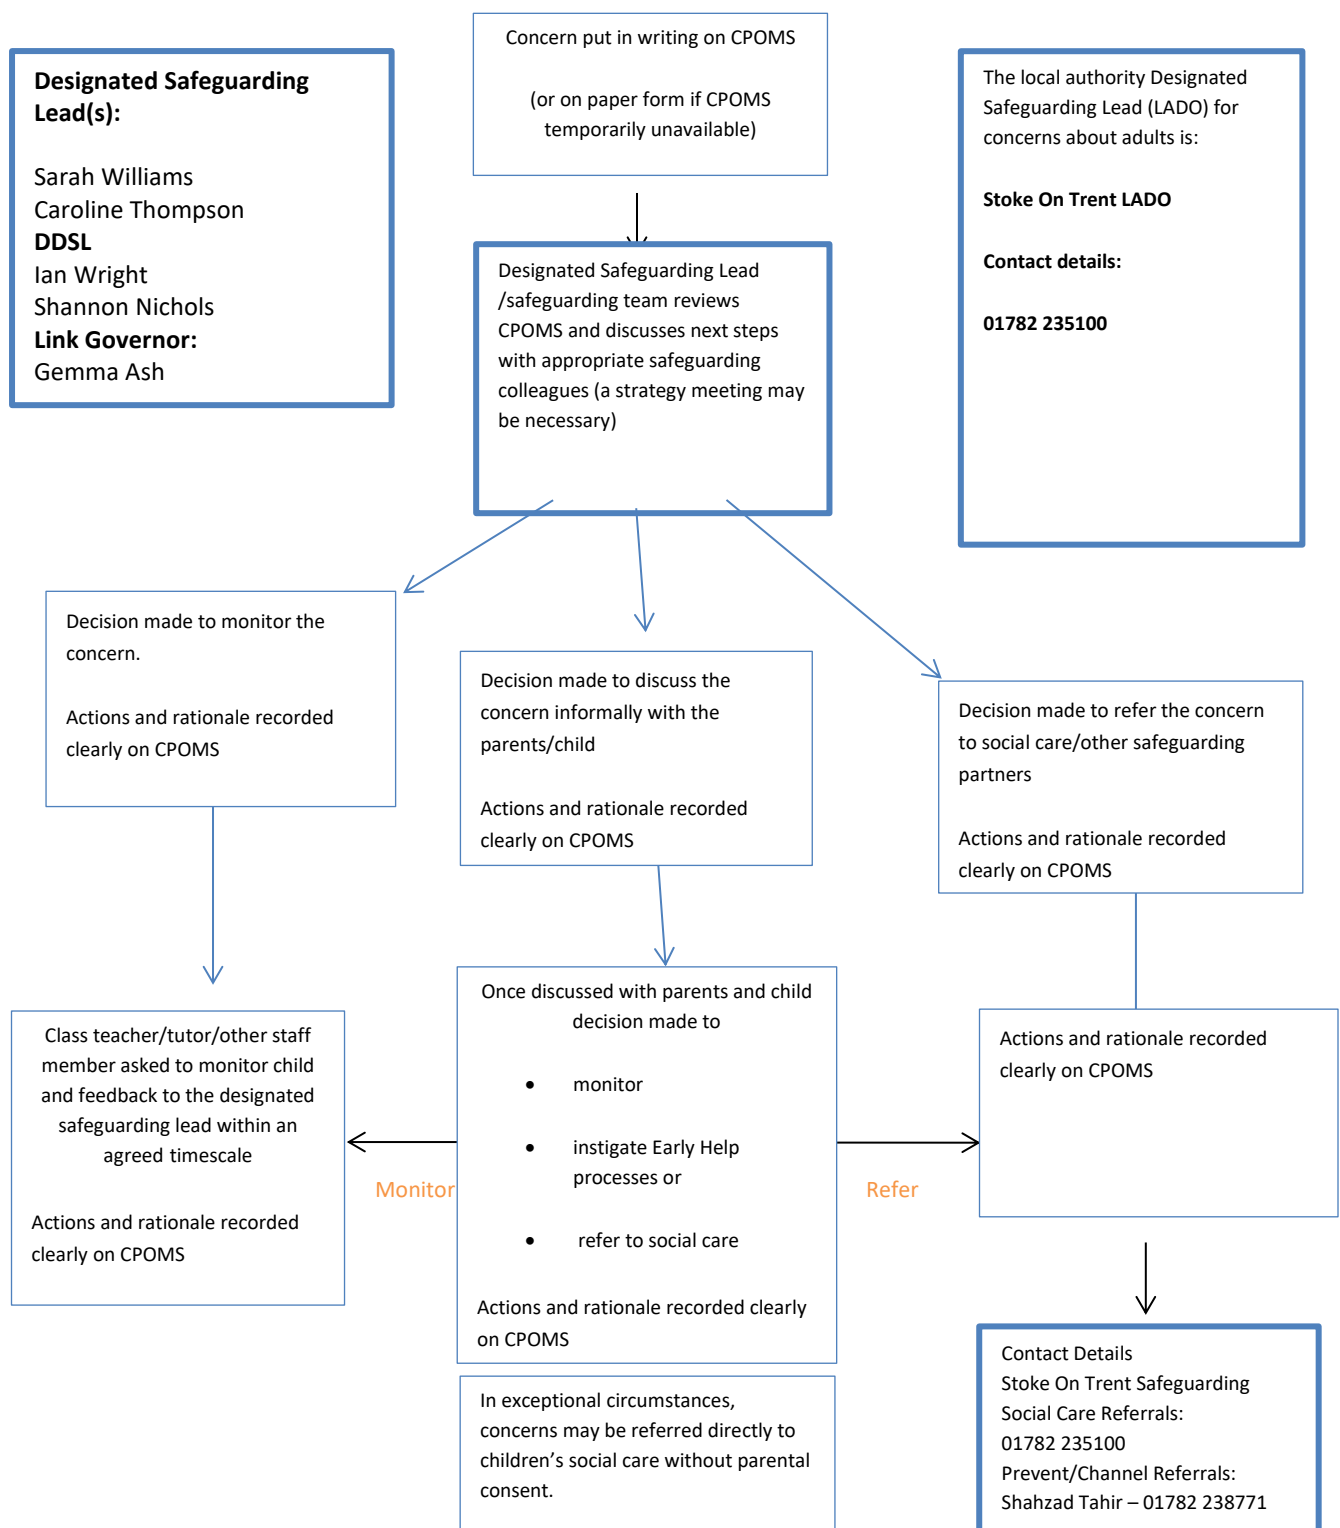 Concern put in writing on CPOMS
(or on paper form if CPOMS
temporarily unavailable)
Designated Safeguarding
Lead(s):
Sarah Williams
Caroline Thompson
DDSL
Ian Wright
Shannon Nichols
Link Governor:
Gemma Ash
The local authority Designated
Safeguarding Lead (LADO) for
concerns about adults is:
Stoke On Trent LADO
Contact details:
01782 235100
Designated Safeguarding Lead
/safeguarding team reviews
CPOMS and discusses next steps
with appropriate safeguarding
colleagues (a strategy meeting may
be necessary)
Decision made to monitor the
concern.
Actions and rationale recorded
clearly on CPOMS
Decision made to discuss the
concern informally with the
parents/child
Actions and rationale recorded
clearly on CPOMS
Decision made to refer the concern
to social care/other safeguarding
partners
Actions and rationale recorded
clearly on CPOMS
Class teacher/tutor/other staff
member asked to monitor child
and feedback to the designated
safeguarding lead within an
agreed timescale
Actions and rationale recorded
clearly on CPOMS
Monitor
Once discussed with parents and child
decision made to
• monitor
• instigate Early Help
processes or
• refer to social care
Actions and rationale recorded clearly
on CPOMS
Refer
Actions and rationale recorded
clearly on CPOMS
In exceptional circumstances,
concerns may be referred directly to
children’s social care without parental
consent.
Contact Details
Stoke On Trent Safeguarding
Social Care Referrals:
01782 235100
Prevent/Channel Referrals:
Shahzad Tahir – 01782 238771